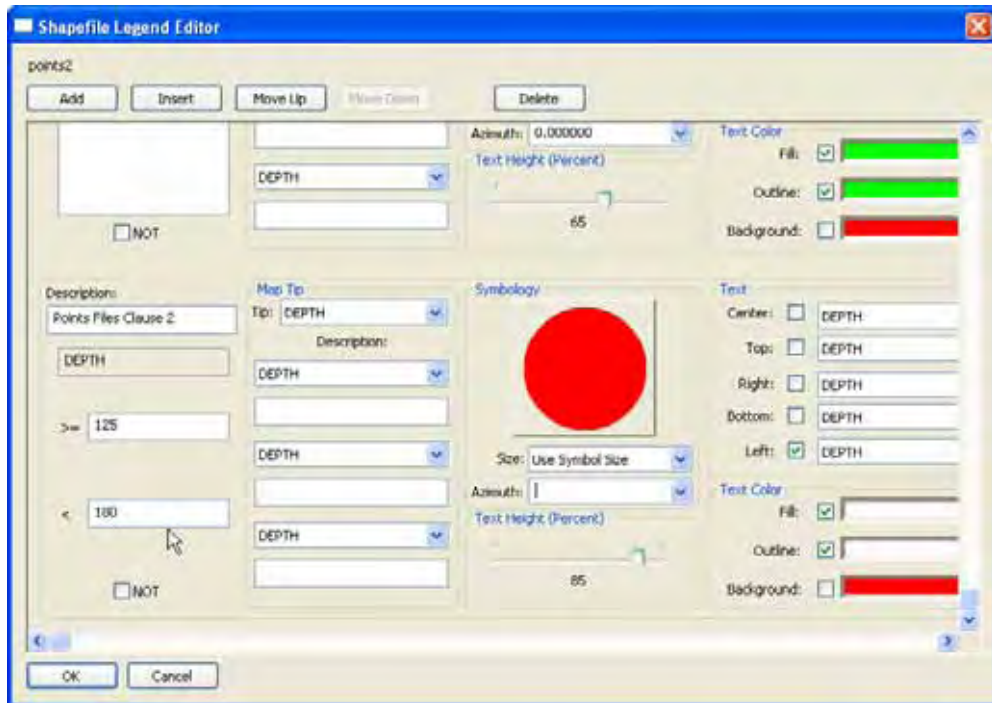 Shapefile Legend Editor
points2
Add Insert Move Up Move Down Delete
Azimuth: 0.000000
Text Height (Percent)
65
DEPTH
NOT
Text Color
Fill:
Outline:
Background:
Description:
Points Files Clause 2
DEPTH
>= 125
< 180
NOT
Map Tip
Tip: DEPTH
Description:
DEPTH
DEPTH
DEPTH
Symbology
Size: Use Symbol Size
Azimuth:
Text Height (Percent)
85
Text
Center: DEPTH
Top: DEPTH
Right: DEPTH
Bottom: DEPTH
Left: DEPTH
Text Color
Fill:
Outline:
Background:
OK Cancel